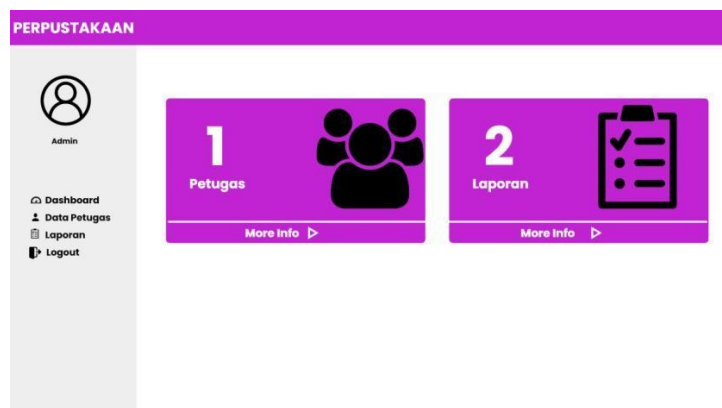 PERPUSTAKAAN
Admin
Dashboard
Data Petugas
Laporan
Logout
1
Petugas
More Info
2
Laporan
More Info